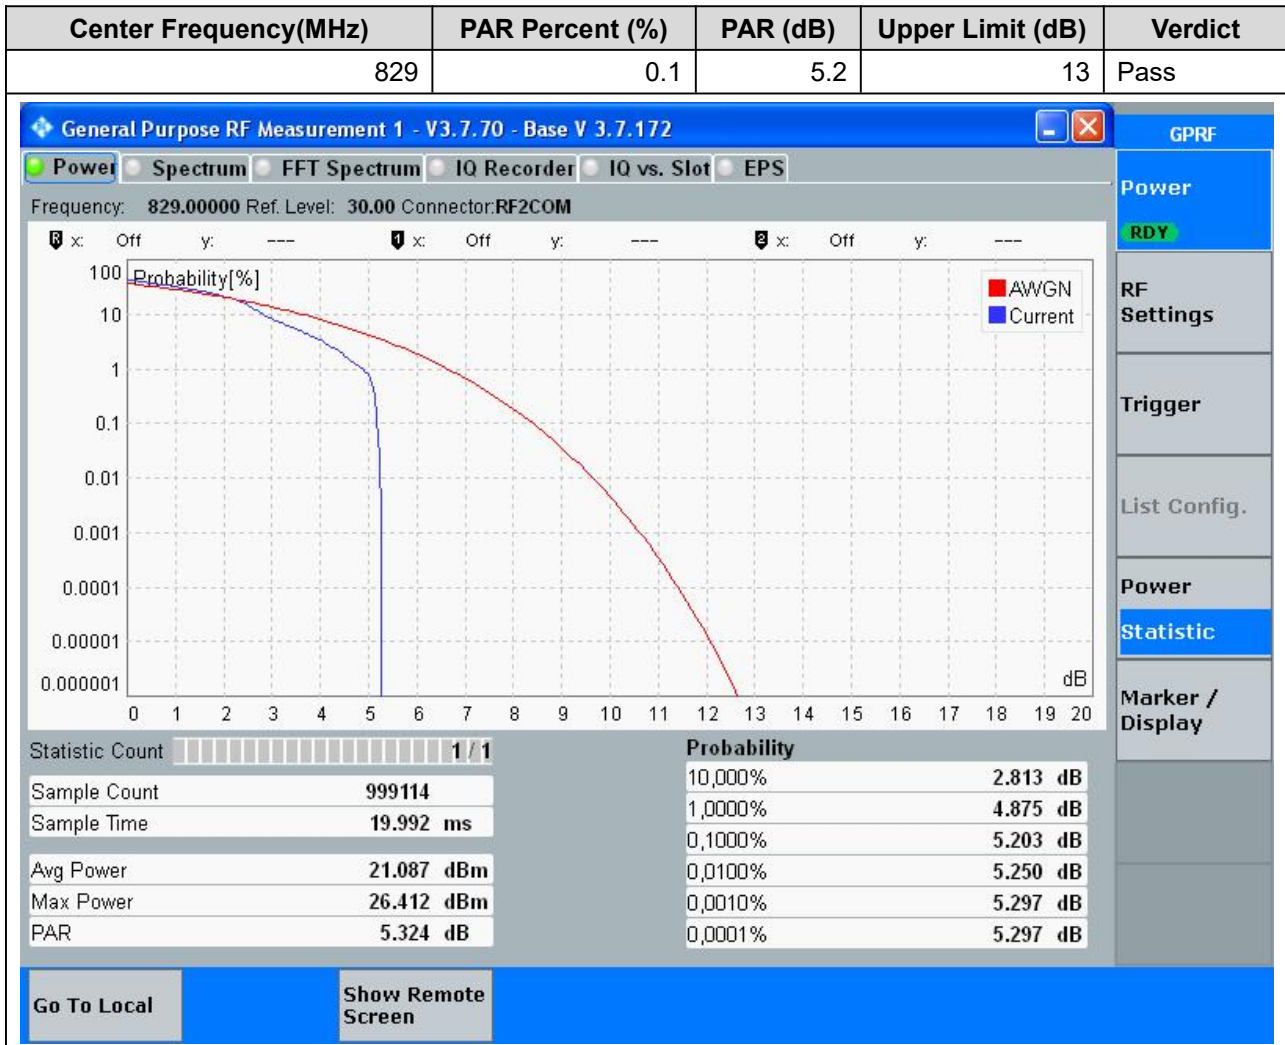 Center Frequency(MHz) PAR Percent (%) PAR (dB) Upper Limit (dB) Verdict
829 0.1 5.2 13 Pass
General Purpose RF Measurement 1 - V3.7.70 - Base V 3.7.172
GPRF
Power Spectrum FFT Spectrum IQ Recorder IQ vs. Slot EPS
Frequency: 829.00000 Ref. Level: 30.00 Connector:RF2COM
R x: Off y: --- 1 x: Off y: --- 2 x: Off y: ---
Probability[%]
AWGN
Current
100
10
1
0.1
0.01
0.001
0.0001
0.00001
0.000001
dB
0 1 2 3 4 5 6 7 8 9 10 11 12 13 14 15 16 17 18 19 20
Statistic Count 1 / 1
Sample Count 999114
Sample Time 19.992 ms
Avg Power 21.087 dBm
Max Power 26.412 dBm
PAR 5.324 dB
Probability
10,000% 2.813 dB
1,0000% 4.875 dB
0,1000% 5.203 dB
0,0100% 5.250 dB
0,0010% 5.297 dB
0,0001% 5.297 dB
Power
RDY
RF
Settings
Trigger
List Config.
Power
Statistic
Marker /
Display
Go To Local
Show Remote
Screen